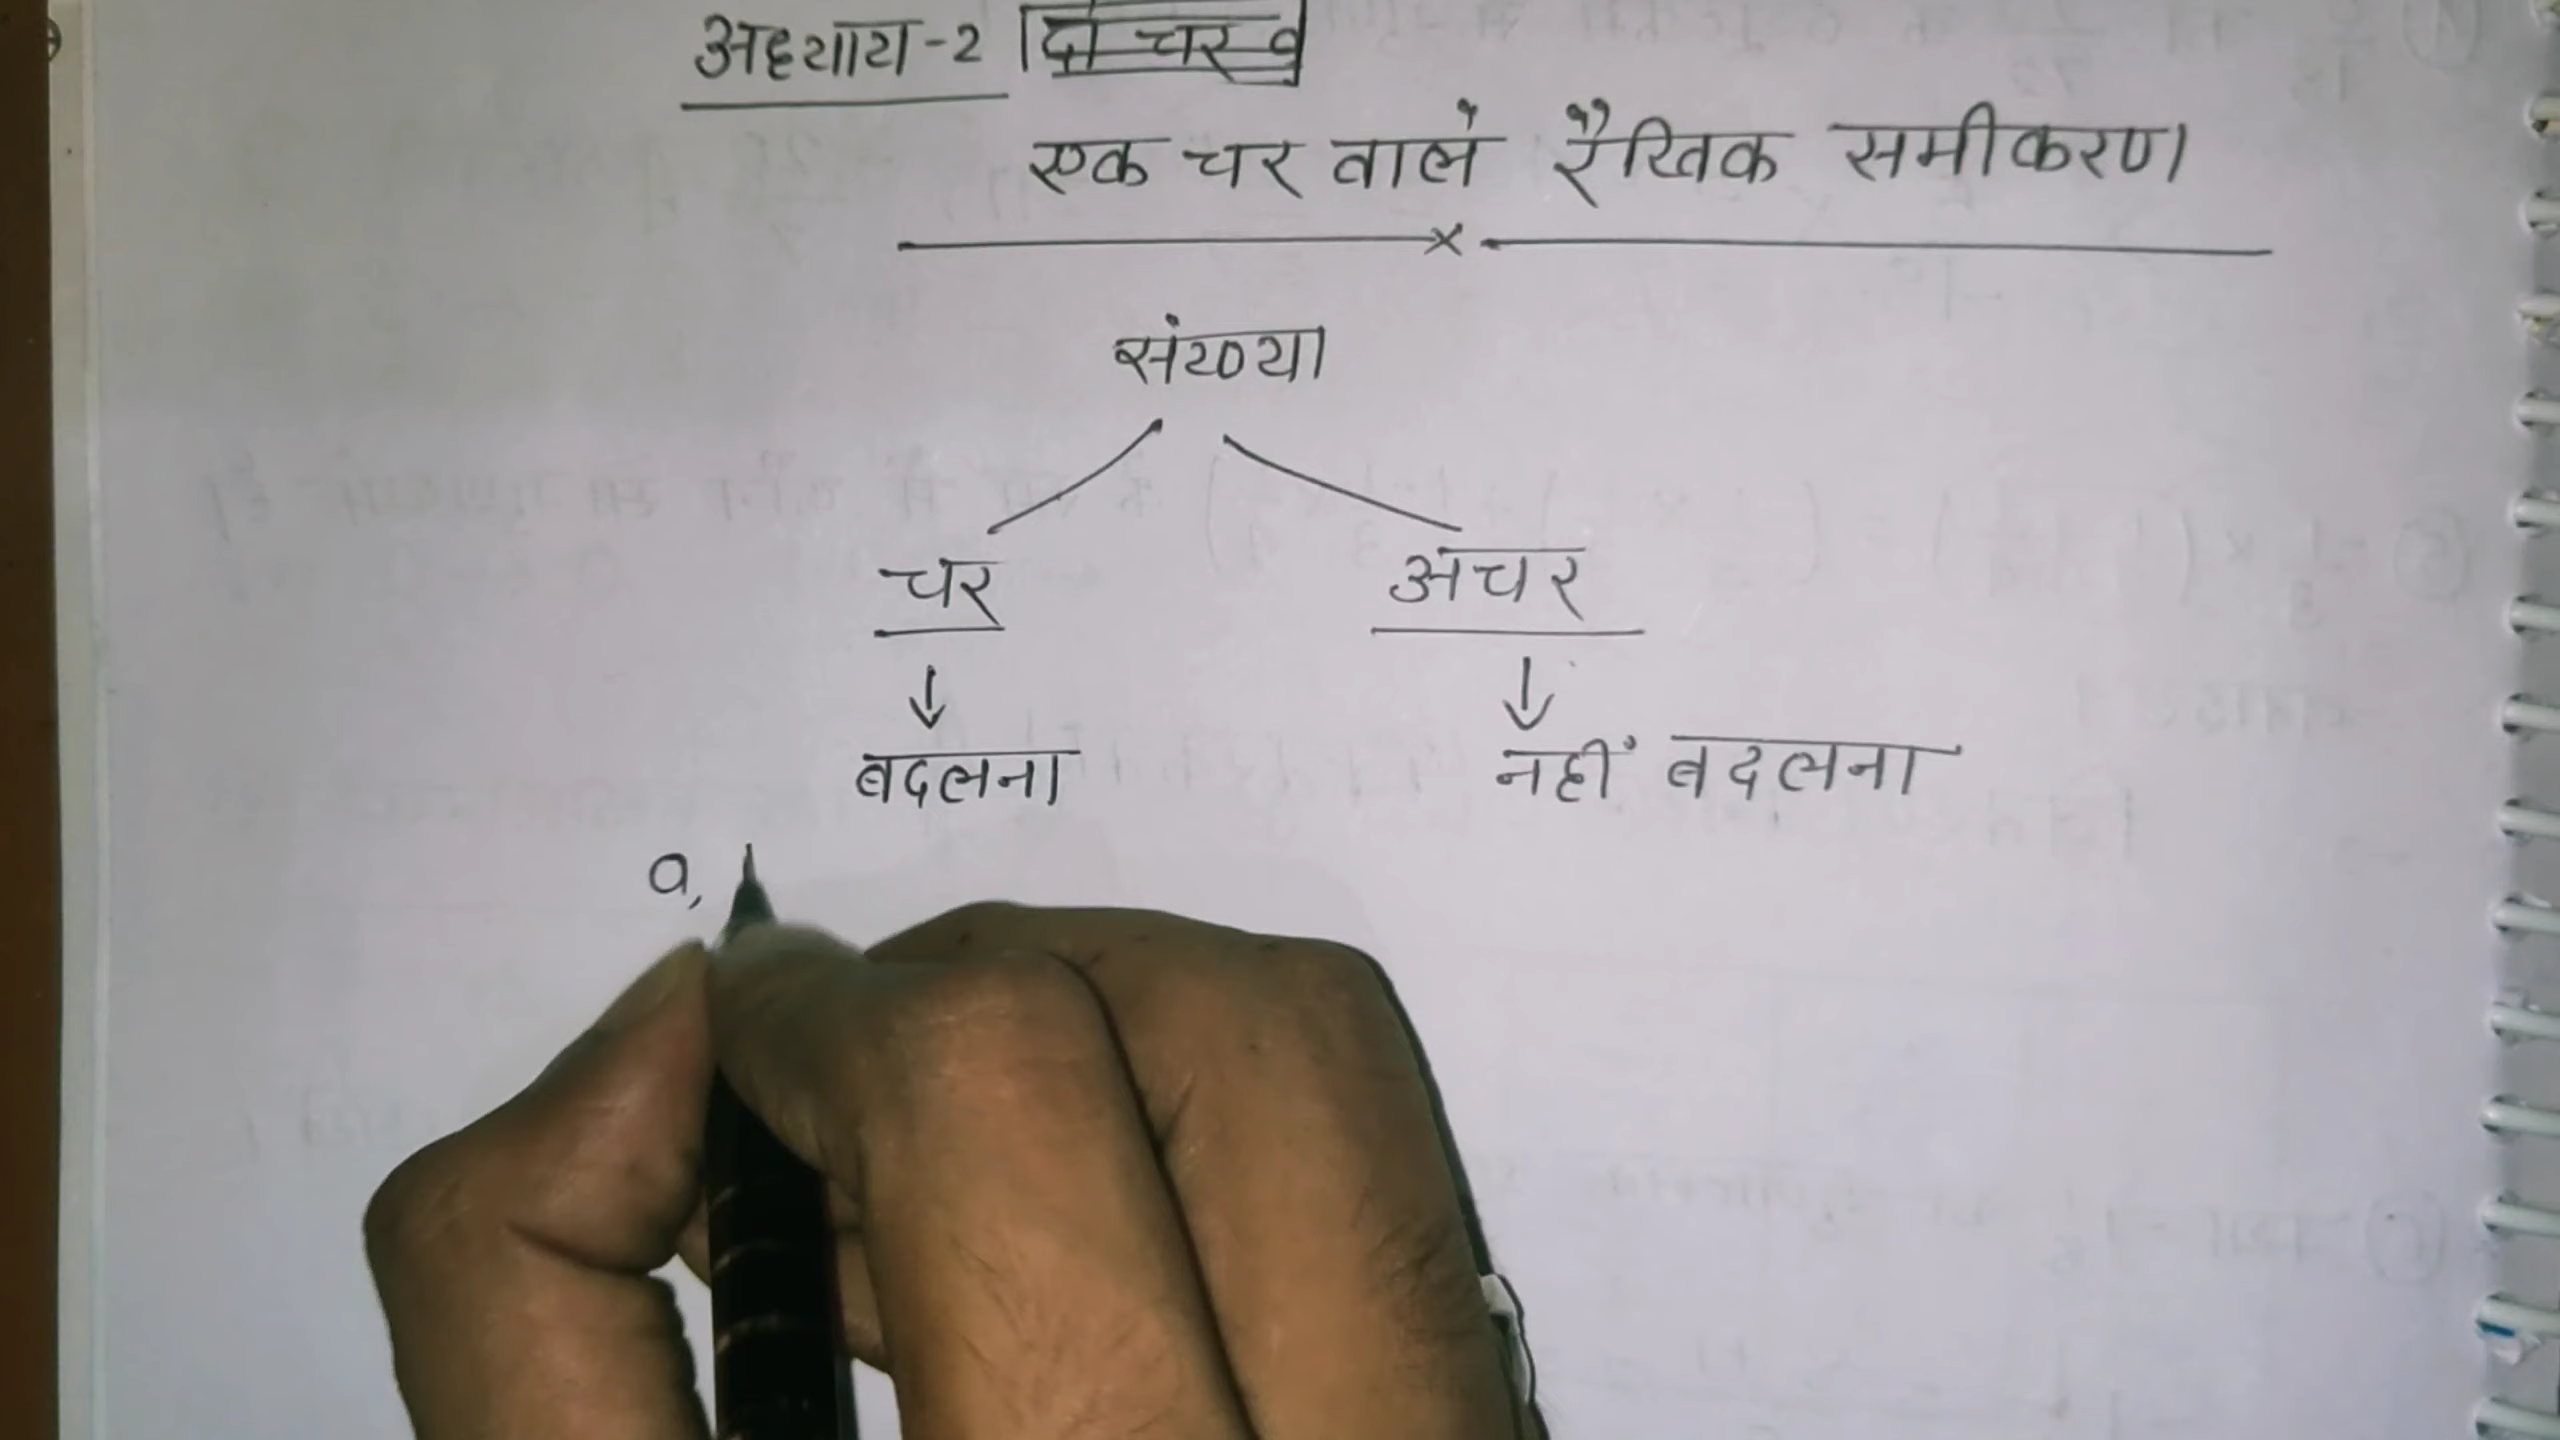 अध्याय-2 दो चर व
एक चर वाले रैखिक समीकरण
x
संख्या
चर अचर
बदलना नहीं बदलना
a,